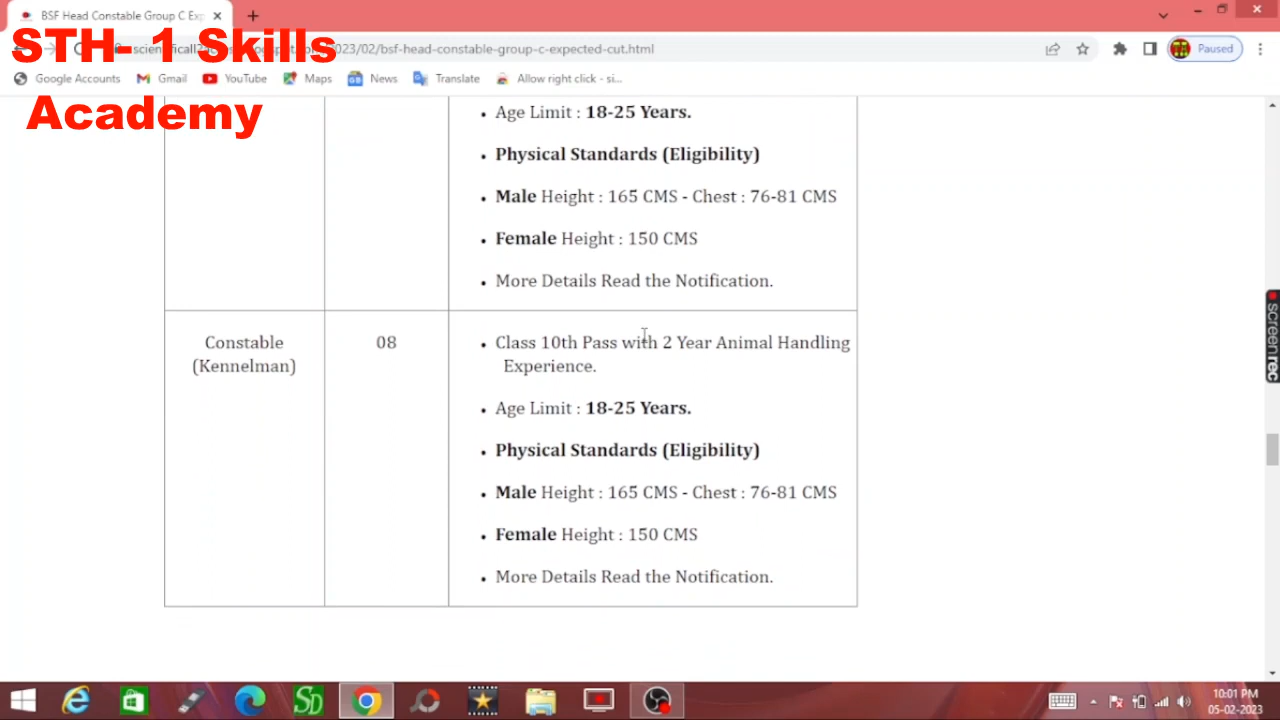 BSF Head Constable Group C Exp
STH- 1 Skills
Academy
2023/02/bsf-head-constable-group-c-expected-cut.html
Paused
Google Accounts
Gmail
YouTube
Maps
News
Translate
Allow right click - si...
• Age Limit : 18-25 Years.
• Physical Standards (Eligibility)
• Male Height : 165 CMS - Chest : 76-81 CMS
• Female Height : 150 CMS
• More Details Read the Notification.
Constable
(Kennelman)
08
• Class 10th Pass with 2 Year Animal Handling
Experience.
• Age Limit : 18-25 Years.
• Physical Standards (Eligibility)
• Male Height : 165 CMS - Chest : 76-81 CMS
• Female Height : 150 CMS
• More Details Read the Notification.
screenrec
SD
10:01 PM
05-02-2023